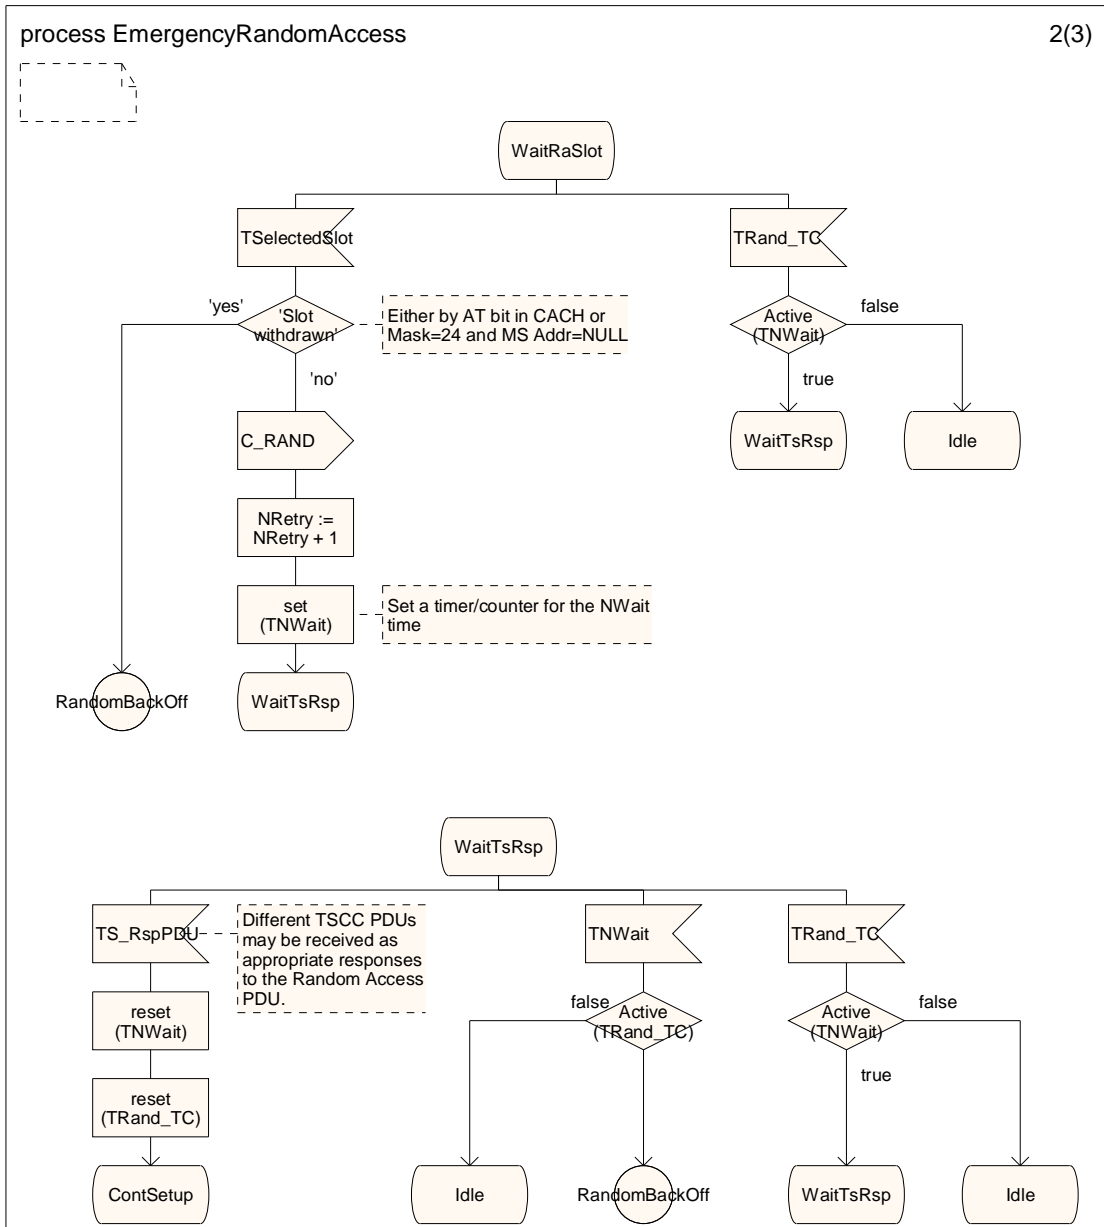 process EmergencyRandomAccess
2(3)
WaitRaSlot
TSelectedSlot
TRand_TC
'yes'
'Slot
withdrawn'
Either by AT bit in CACH or
Mask=24 and MS Addr=NULL
Active
(TNWait)
false
'no'
true
C_RAND
WaitTsRsp
Idle
NRetry :=
NRetry + 1
set
(TNWait)
Set a timer/counter for the NWait
time
RandomBackOff
WaitTsRsp
WaitTsRsp
TS_RspPDU
Different TSCC PDUs
may be received as
appropriate responses
to the Random Access
PDU.
TNWait
TRand_TC
reset
(TNWait)
false
Active
(TRand_TC)
Active
(TNWait)
false
true
reset
(TRand_TC)
ContSetup
Idle
RandomBackOff
WaitTsRsp
Idle